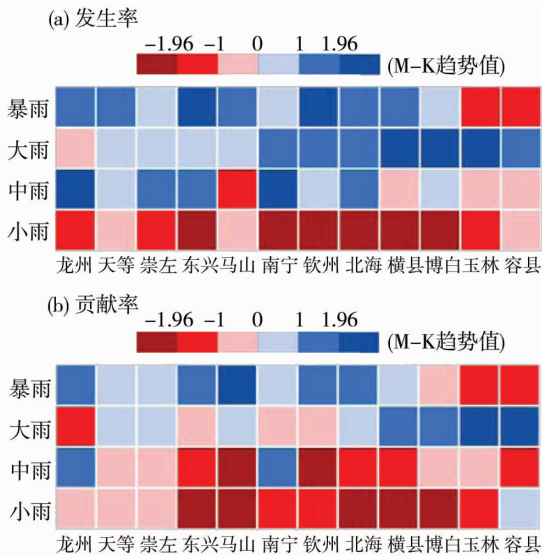 (a) 发生率
-1.96 -1 0 1 1.96
(M-K趋势值)
暴雨
大雨
中雨
小雨
龙州 天等 崇左 东兴 马山 南宁 钦州 北海 横县 博白 玉林 容县
(b) 贡献率
-1.96 -1 0 1 1.96
(M-K趋势值)
暴雨
大雨
中雨
小雨
龙州 天等 崇左 东兴 马山 南宁 钦州 北海 横县 博白 玉林 容县